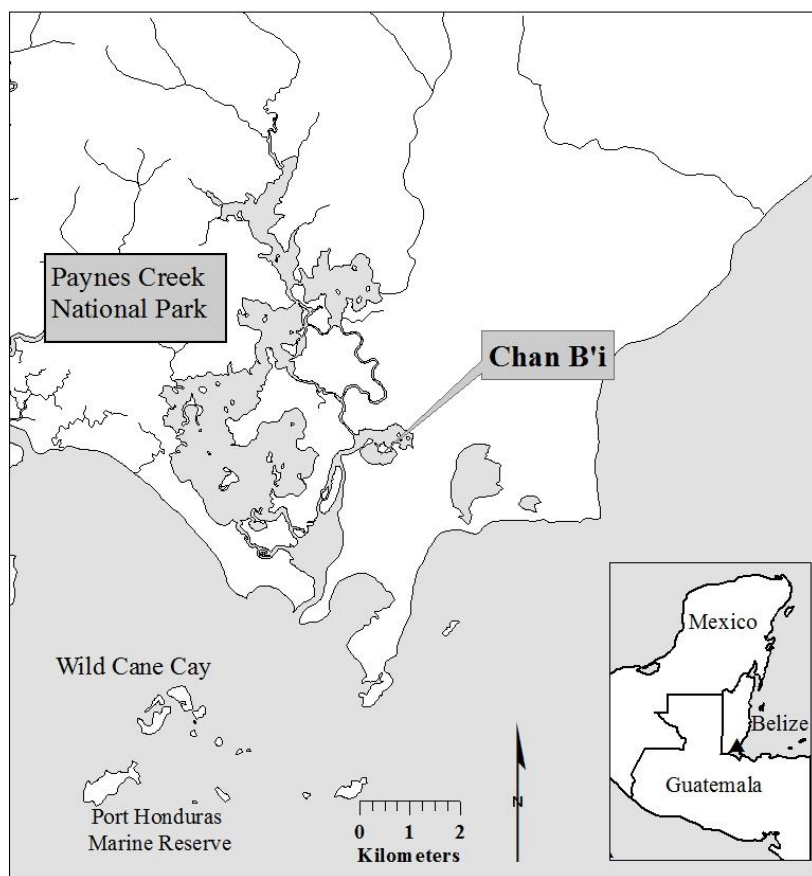 Paynes Creek
National Park
Chan B'i
Wild Cane Cay
Port Honduras
Marine Reserve
0 1 2
Kilometers
N
Mexico
Belize
Guatemala